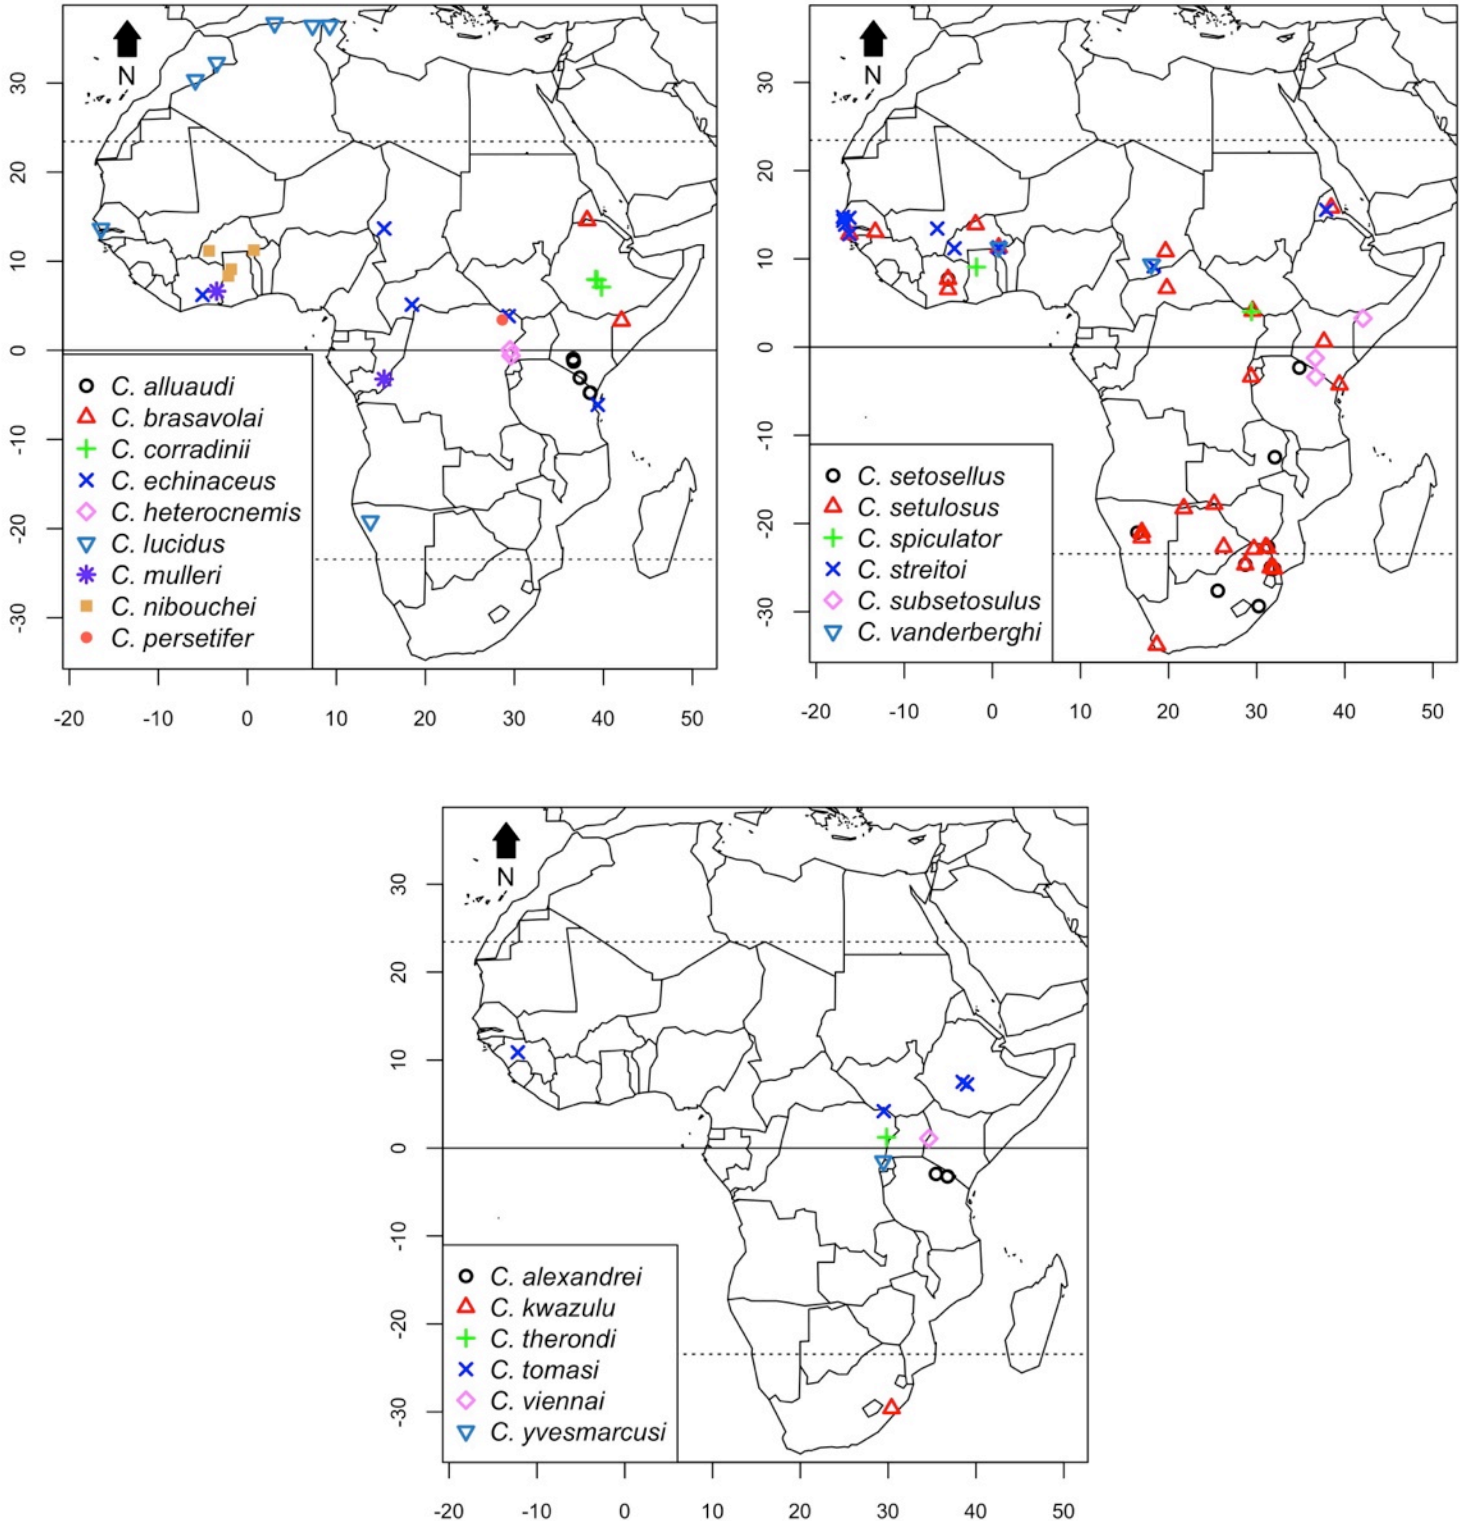 N
30
20
10
0
-10
-20
-30
C. alluaudi
C. brasavolai
C. corradinii
C. echinaceus
C. heterocnemis
C. lucidus
C. mulleri
C. nibouchei
C. persetifer
-20 -10 0 10 20 30 40 50
N
30
20
10
0
-10
-20
-30
C. setosellus
C. setulosus
C. spiculator
C. streitoi
C. subsetosulus
C. vanderberghi
-20 -10 0 10 20 30 40 50
N
30
20
10
0
-10
-20
-30
C. alexandrei
C. kwazulu
C. therondi
C. tomasi
C. viennai
C. yvesmarcusi
-20 -10 0 10 20 30 40 50